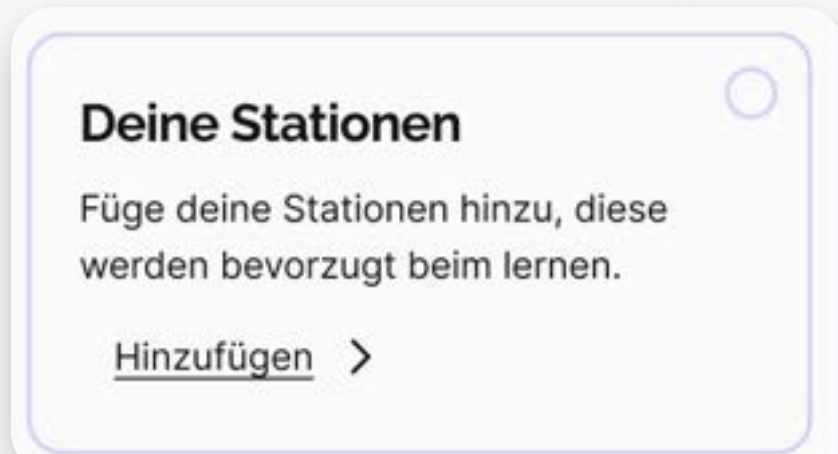 Deine Stationen
Füge deine Stationen hinzu, diese
werden bevorzugt beim lernen.
Hinzufügen